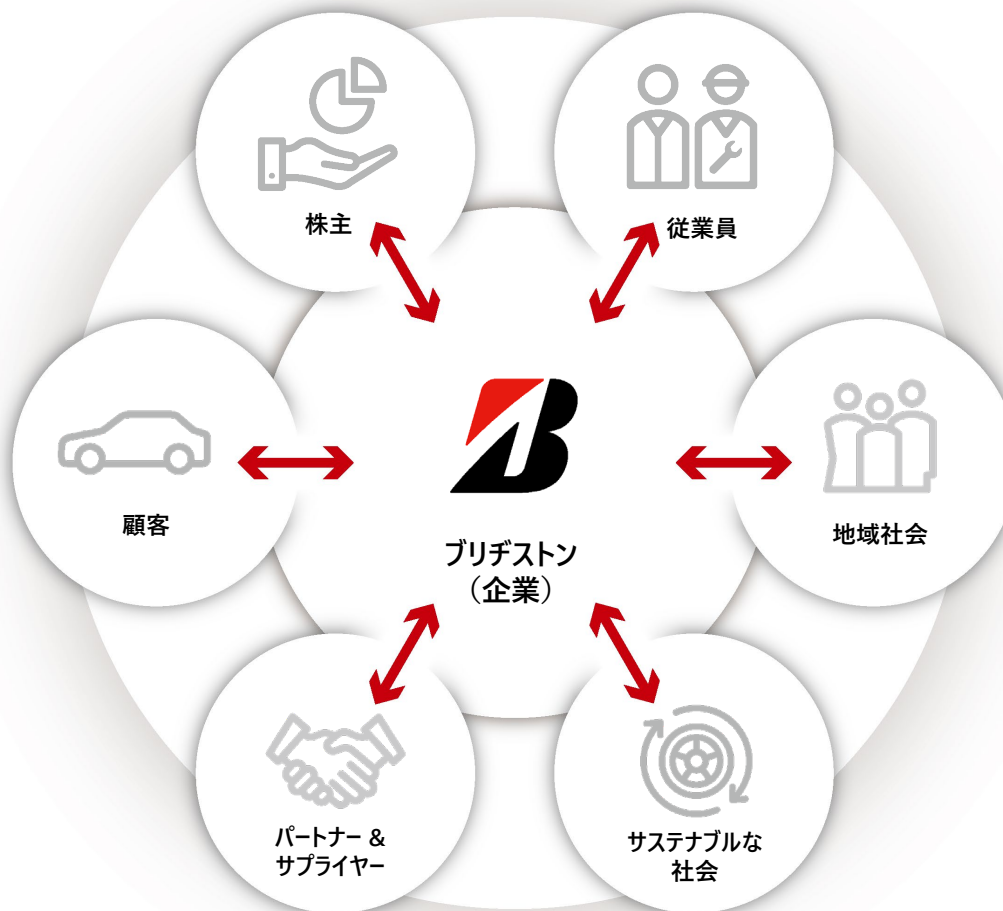 株主
従業員
顧客
ブリヂストン
（企業）
地域社会
パートナー &
サプライヤー
サステナブルな
社会